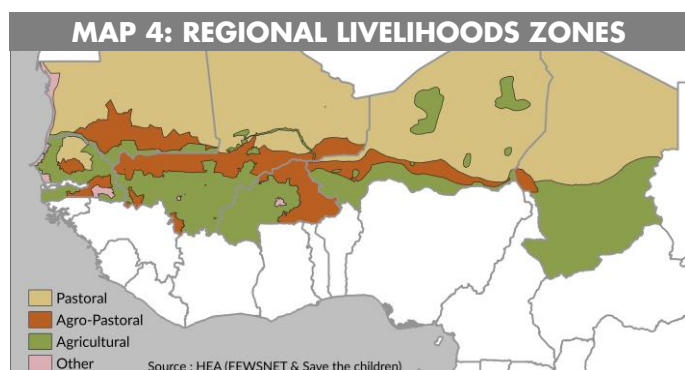 MAP 4: REGIONAL LIVELIHOODS ZONES
Pastoral
Agro-Pastoral
Agricultural
Other
Source : HEA (FEWSNET & Save the children)